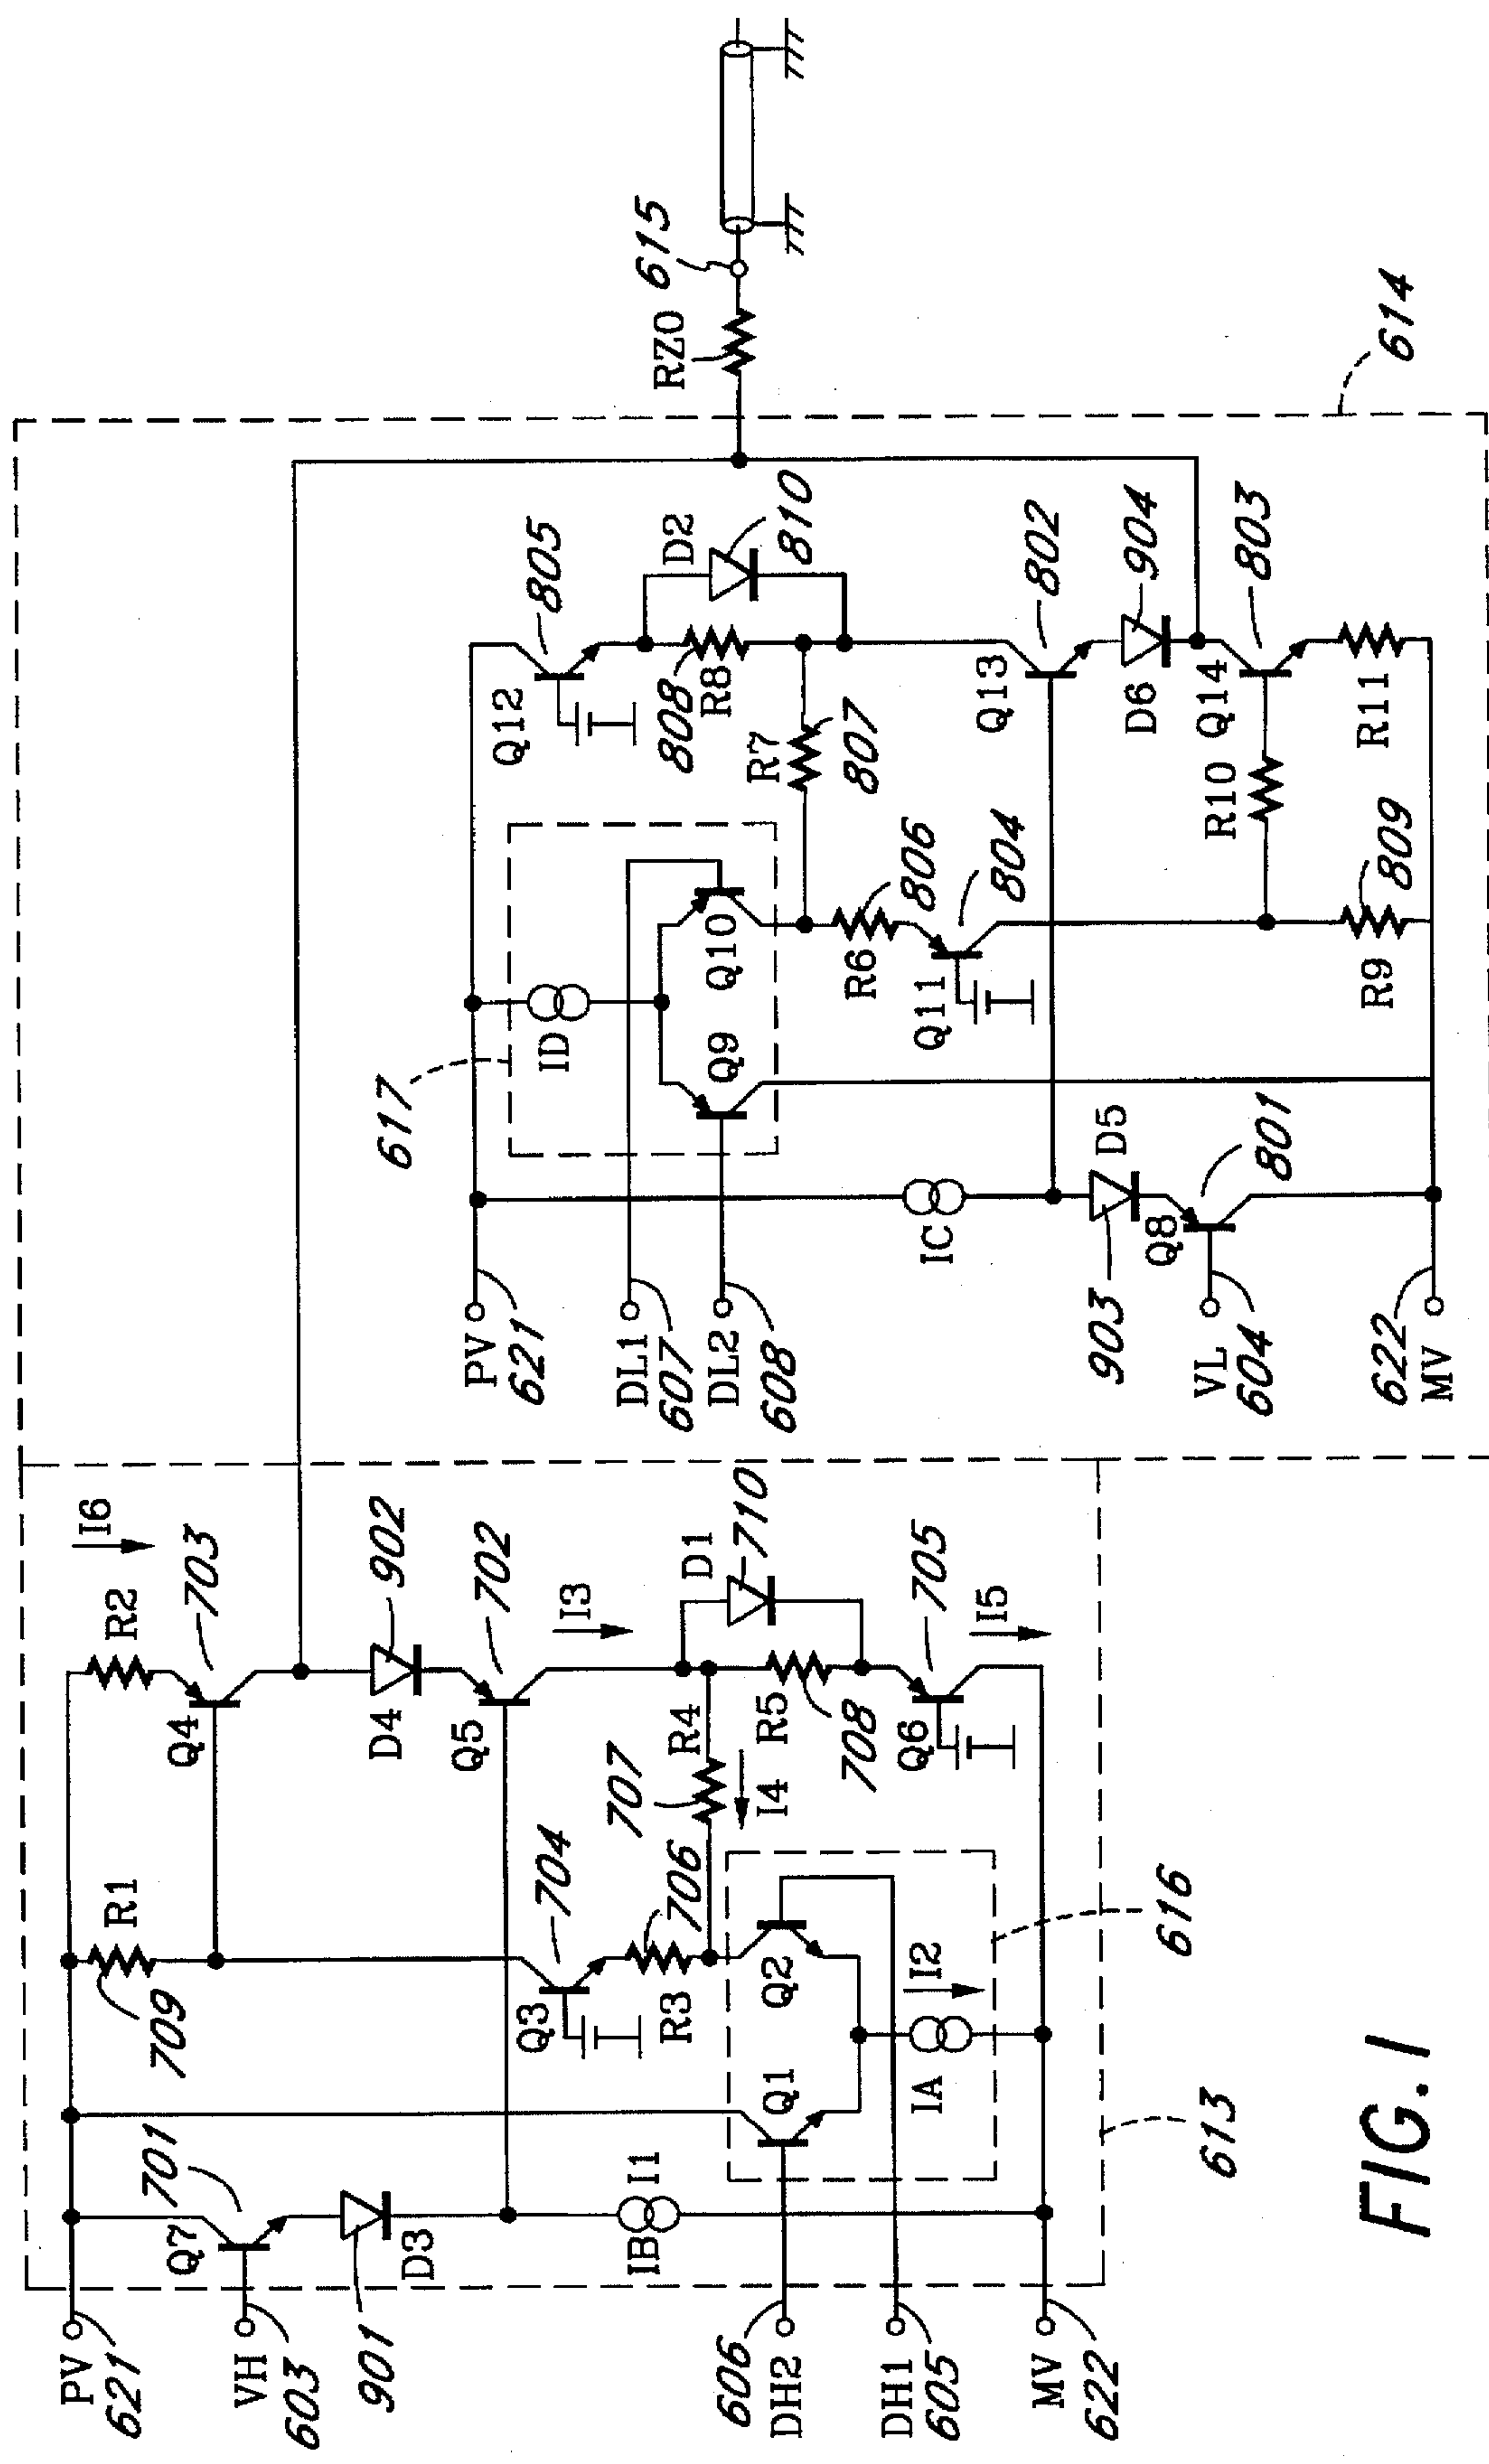 PV
621
VH
603
901
606
DH2
DH1
605
MV
622
701
Q7
D3
IB
I1
709
R1
Q3
704
R3
706
707
R4
I4
Q1
Q2
IA
I2
616
613
I6
R2
703
Q4
902
D4
702
Q5
I3
D1
710
R5
708
705
Q6
I5
PV
621
DL1
607
DL2
608
903
VL
604
622
MV
617
ID
Q9
Q10
IC
D5
Q8
801
805
Q12
808
R8
D2
810
R7
807
806
R6
804
Q11
802
Q13
904
D6
803
Q14
R10
R11
809
R9
RZ0
615
614
FIG. 1